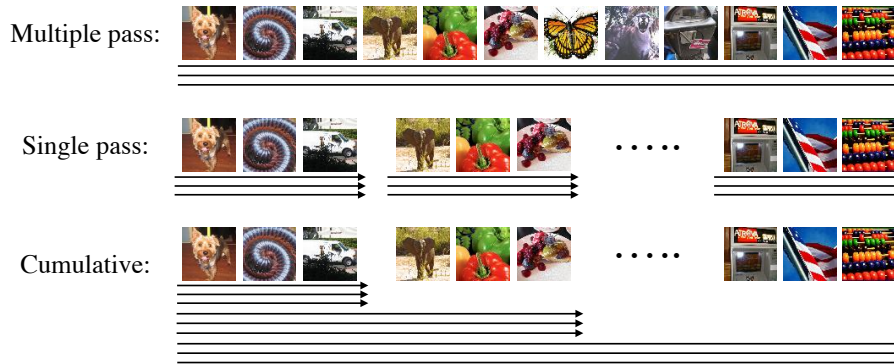 Multiple pass:
Single pass:
. . . . .
Cumulative:
. . . . .